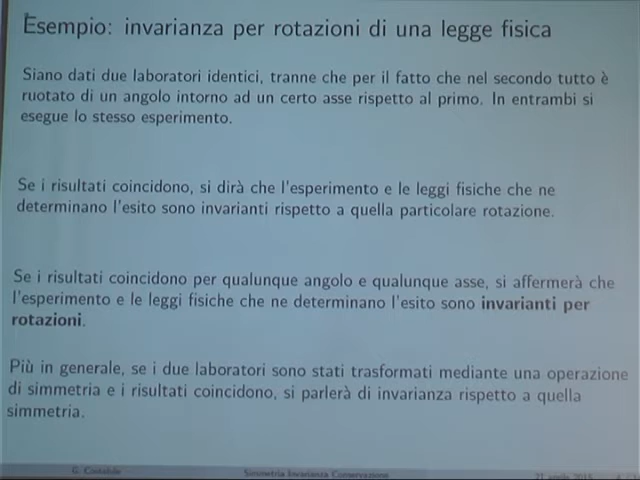 Esempio: invarianza per rotazioni di una legge fisica
Siano dati due laboratori identici, tranne che per il fatto che nel secondo tutto è
ruotato di un angolo intorno ad un certo asse rispetto al primo. In entrambi si
esegue lo stesso esperimento.
Se i risultati coincidono, si dirà che l'esperimento e le leggi fisiche che ne
determinano l'esito sono invarianti rispetto a quella particolare rotazione.
Se i risultati coincidono per qualunque angolo e qualunque asse, si affermerà che
l'esperimento e le leggi fisiche che ne determinano l'esito sono invarianti per
rotazioni.
Più in generale, se i due laboratori sono stati trasformati mediante una operazione
di simmetria e i risultati coincidono, si parlerà di invarianza rispetto a quella
simmetria.
Simmetria Invarianza Conservazione